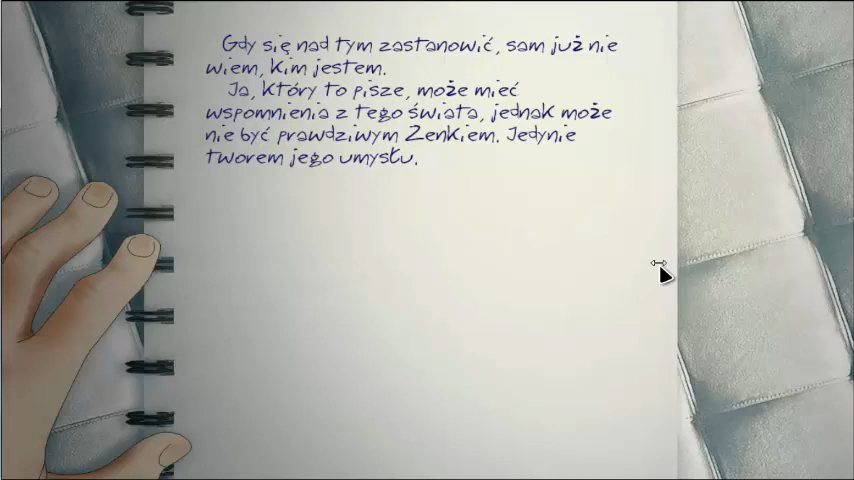 Gdy się nad tym zastanowić, sam już nie
wiem, kim jestem.
Ja, który to pisze, może mieć
wspomnienia z tego świata, jednak może
nie być prawdziwym Zenkiem. Jedynie
tworem jego umysłu.